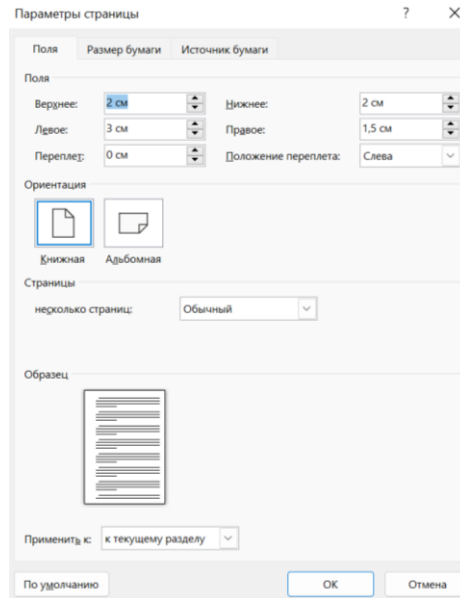 Параметры страницы ? ×
Поля Размер бумаги Источник бумаги
Поля
Верхнее: 2 см Нижнее: 2 см
Левое: 3 см Правое: 1,5 см
Переплет: 0 см Положение переплета: Слева
Ориентация
Книжная Альбомная
Страницы
несколько страниц: Обычный
Образец
Применить к: к текущему разделу
По умолчанию ОК Отмена